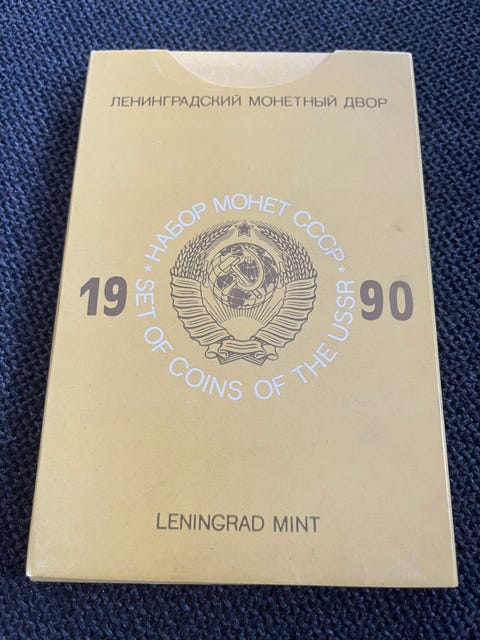 ЛЕНИНГРАДСКИЙ МОНЕТНЫЙ ДВОР
* НАБОР МОНЕТ СССР *
19 90
SET OF COINS OF THE USSR
LENINGRAD MINT